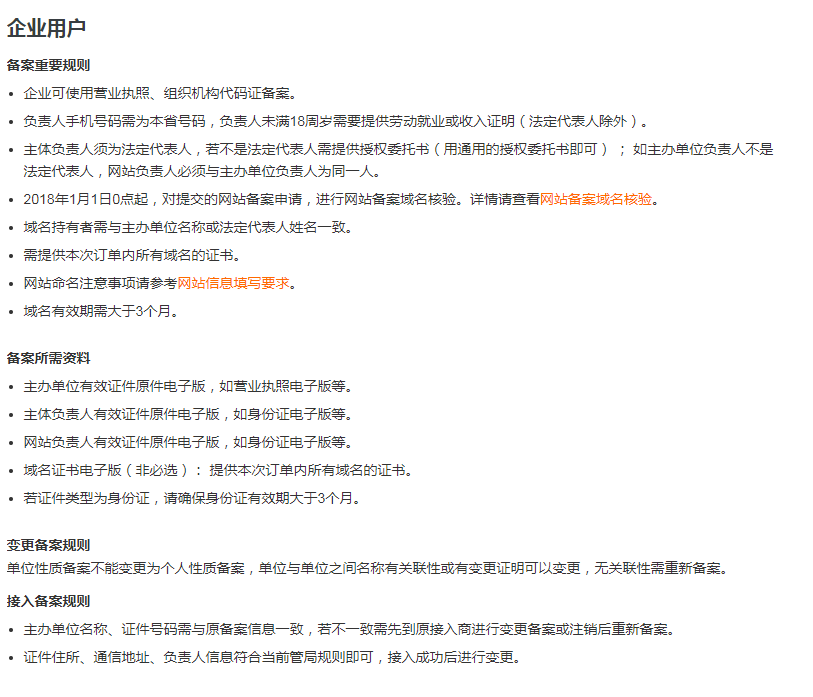 企业用户
备案重要规则
• 企业可使用营业执照、组织机构代码证备案。
• 负责人手机号码需为本省号码，负责人未满18周岁需要提供劳动就业或收入证明（法定代表人除外）。
• 主体负责人须为法定代表人，若不是法定代表人需提供授权委托书（用通用的授权委托书即可）；如主办单位负责人不是
法定代表人，网站负责人必须与主办单位负责人为同一人。
• 2018年1月1日0点起，对提交的网站备案申请，进行网站备案域名核验。详情请查看网站备案域名核验。
• 域名持有者需与主办单位名称或法定代表人姓名一致。
• 需提供本次订单内所有域名的证书。
• 网站命名注意事项请参考网站信息填写要求。
• 域名有效期需大于3个月。
备案所需资料
• 主办单位有效证件原件电子版，如营业执照电子版等。
• 主体负责人有效证件原件电子版，如身份证电子版等。
• 网站负责人有效证件原件电子版，如身份证电子版等。
• 域名证书电子版（非必选）：提供本次订单内所有域名的证书。
• 若证件类型为身份证，请确保身份证有效期大于3个月。
变更备案规则
单位性质备案不能变更为个人性质备案，单位与单位之间名称有关联性或有变更证明可以变更，无关联性需重新备案。
接入备案规则
• 主办单位名称、证件号码需与原备案信息一致，若不一致需先到原接入商进行变更备案或注销后重新备案。
• 证件住所、通信地址、负责人信息符合当前管局规则即可，接入成功后进行变更。